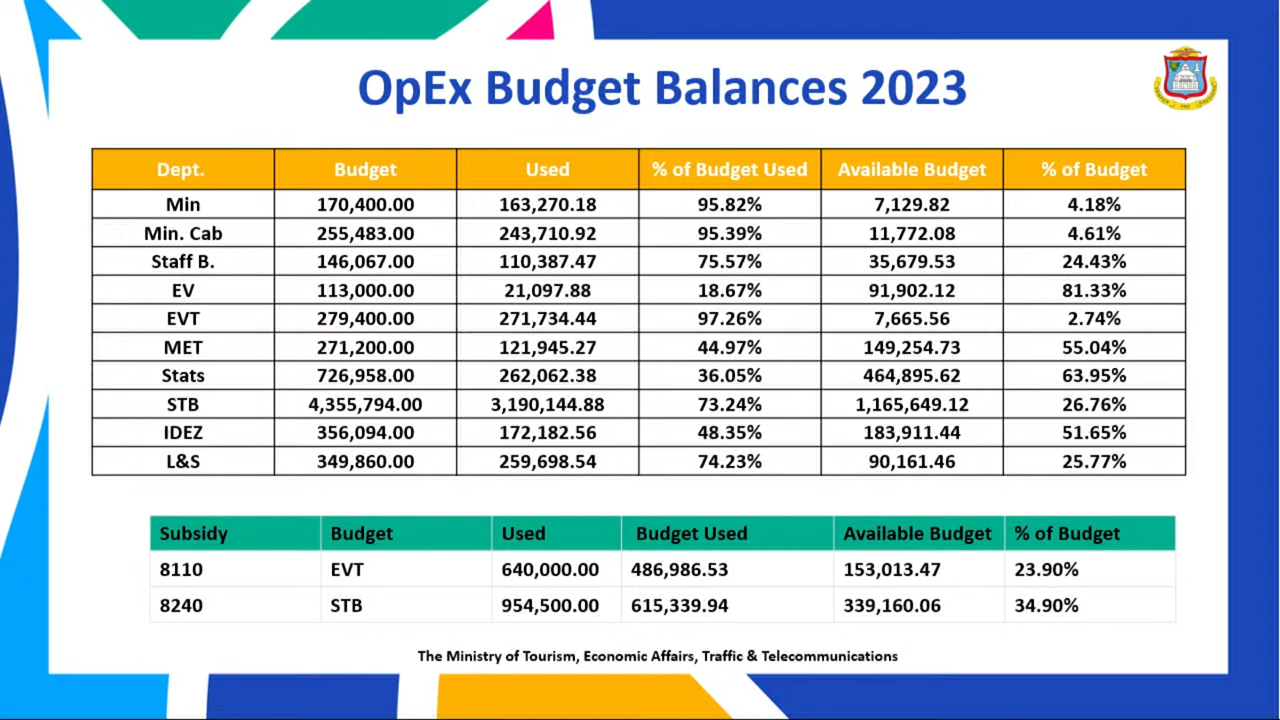 OpEx Budget Balances 2023
Dept. Budget Used % of Budget Used Available Budget % of Budget
Min 170,400.00 163,270.18 95.82% 7,129.82 4.18%
Min. Cab 255,483.00 243,710.92 95.39% 11,772.08 4.61%
Staff B. 146,067.00 110,387.47 75.57% 35,679.53 24.43%
EV 113,000.00 21,097.88 18.67% 91,902.12 81.33%
EVT 279,400.00 271,734.44 97.26% 7,665.56 2.74%
MET 271,200.00 121,945.27 44.97% 149,254.73 55.04%
Stats 726,958.00 262,062.38 36.05% 464,895.62 63.95%
STB 4,355,794.00 3,190,144.88 73.24% 1,165,649.12 26.76%
IDEZ 356,094.00 172,182.56 48.35% 183,911.44 51.65%
L&S 349,860.00 259,698.54 74.23% 90,161.46 25.77%
Subsidy Budget Used Budget Used Available Budget % of Budget
8110 EVT 640,000.00 486,986.53 153,013.47 23.90%
8240 STB 954,500.00 615,339.94 339,160.06 34.90%
The Ministry of Tourism, Economic Affairs, Traffic & Telecommunications